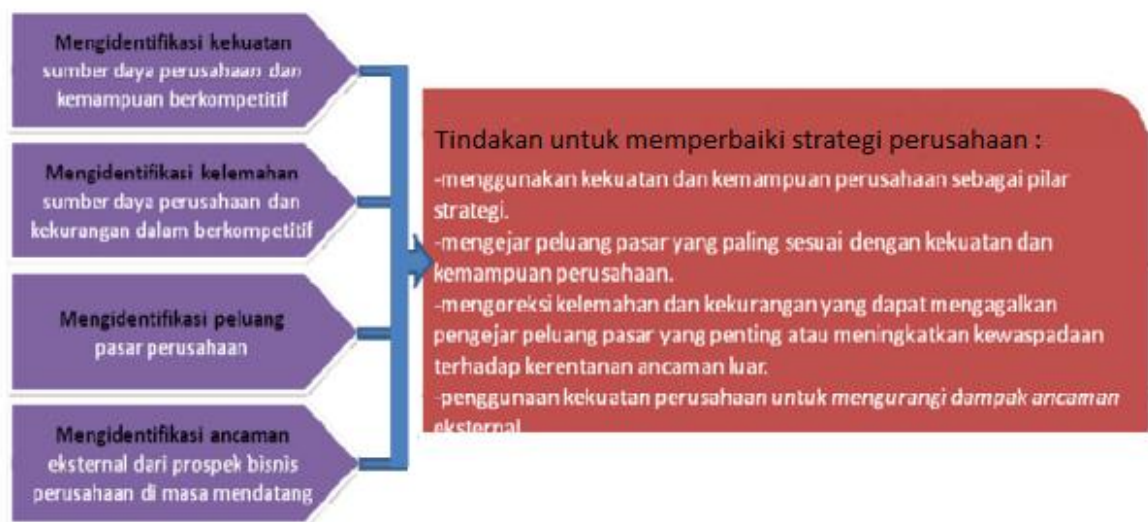 Mengidentifikasi kekuatan
sumber daya perusahaan dan
kemampuan berkompetitif
Mengidentifikasi kelemahan
sumber daya perusahaan dan
kekurangan dalam berkompetitif
Mengidentifikasi peluang
pasar perusahaan
Mengidentifikasi ancaman
eksternal dari prospek bisnis
perusahaan di masa mendatang
Tindakan untuk memperbaiki strategi perusahaan :
-menggunakan kekuatan dan kemampuan perusahaan sebagai pilar
strategi.
-mengejar peluang pasar yang paling sesuai dengan kekuatan dan
kemampuan perusahaan.
-mengoreksi kelemahan dan kekurangan yang dapat mengagalkan
pengejar peluang pasar yang penting atau meningkatkan kewaspadaan
terhadap kerentanan ancaman luar.
-penggunaan kekuatan perusahaan untuk mengurangi dampak ancaman
eksternal